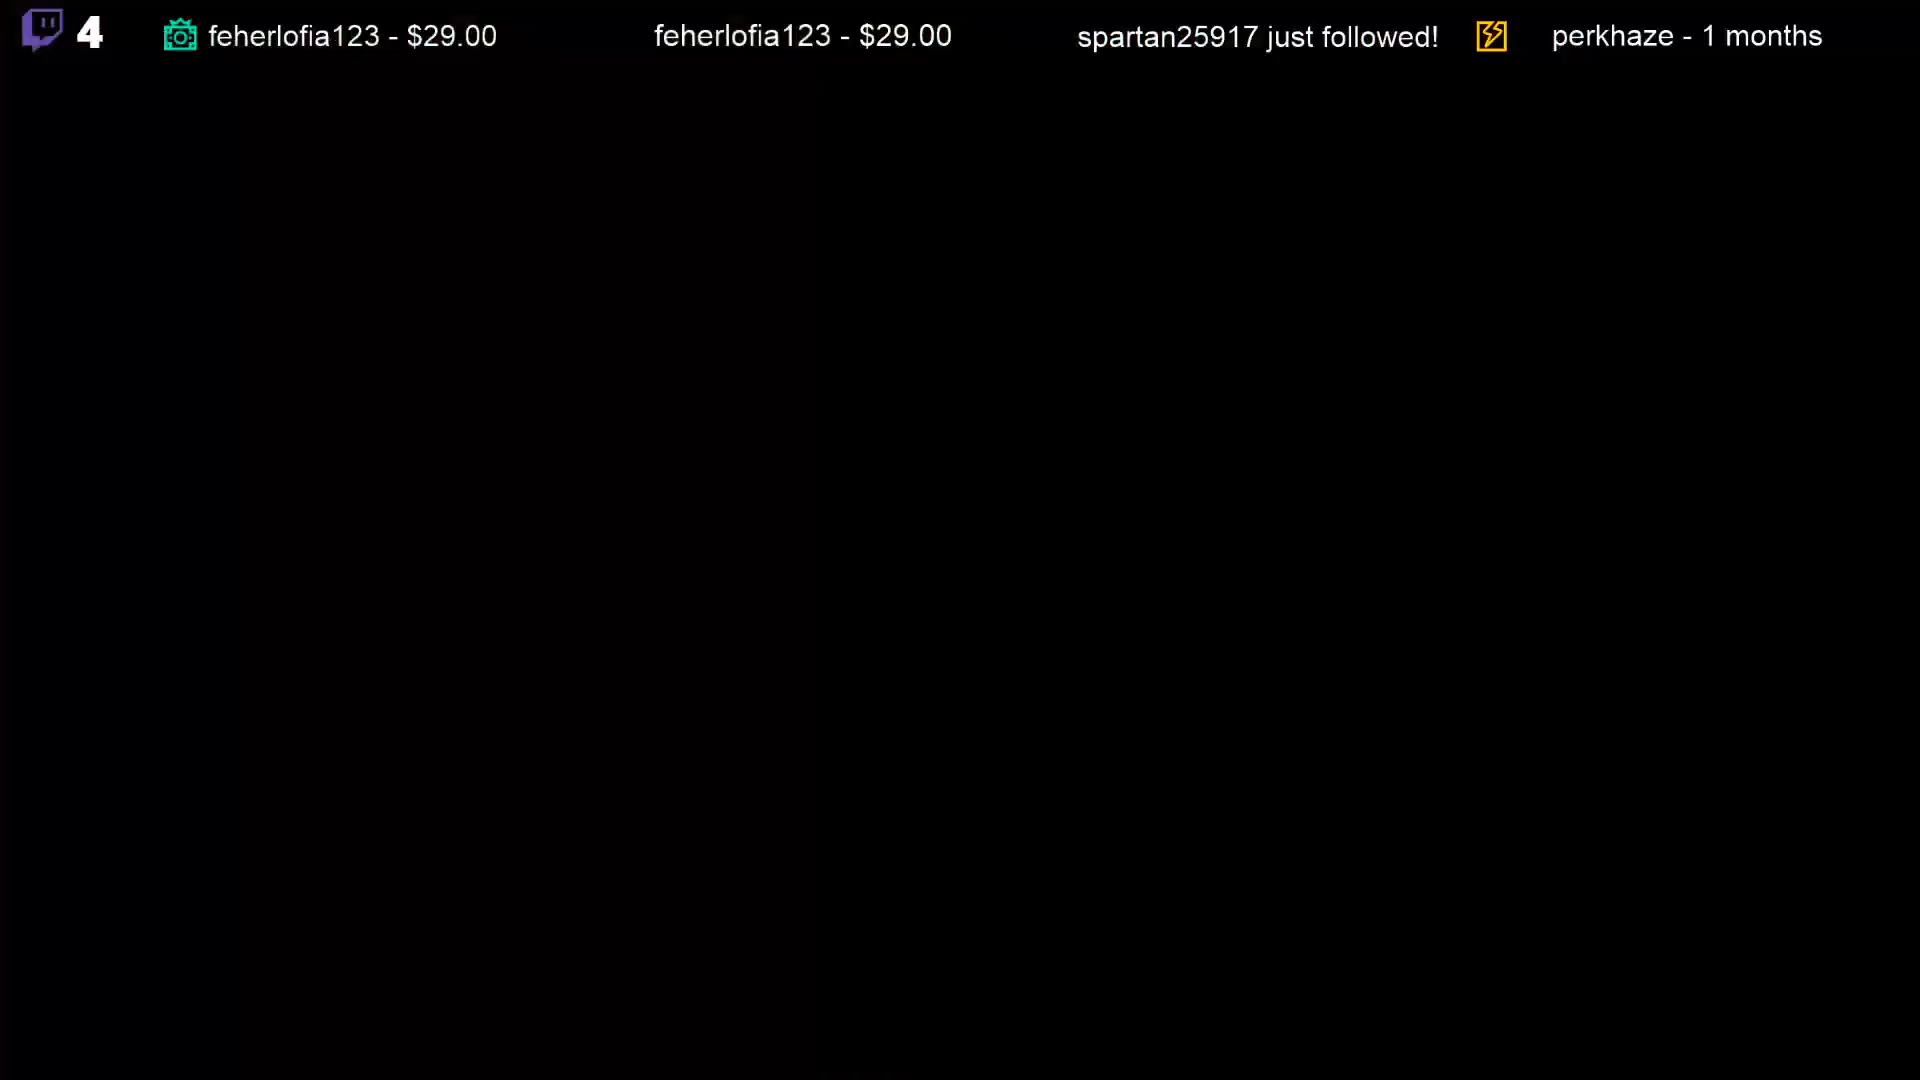 4 feherlofia123 - $29.00 feherlofia123 - $29.00 spartan25917 just followed! perkhaze - 1 months